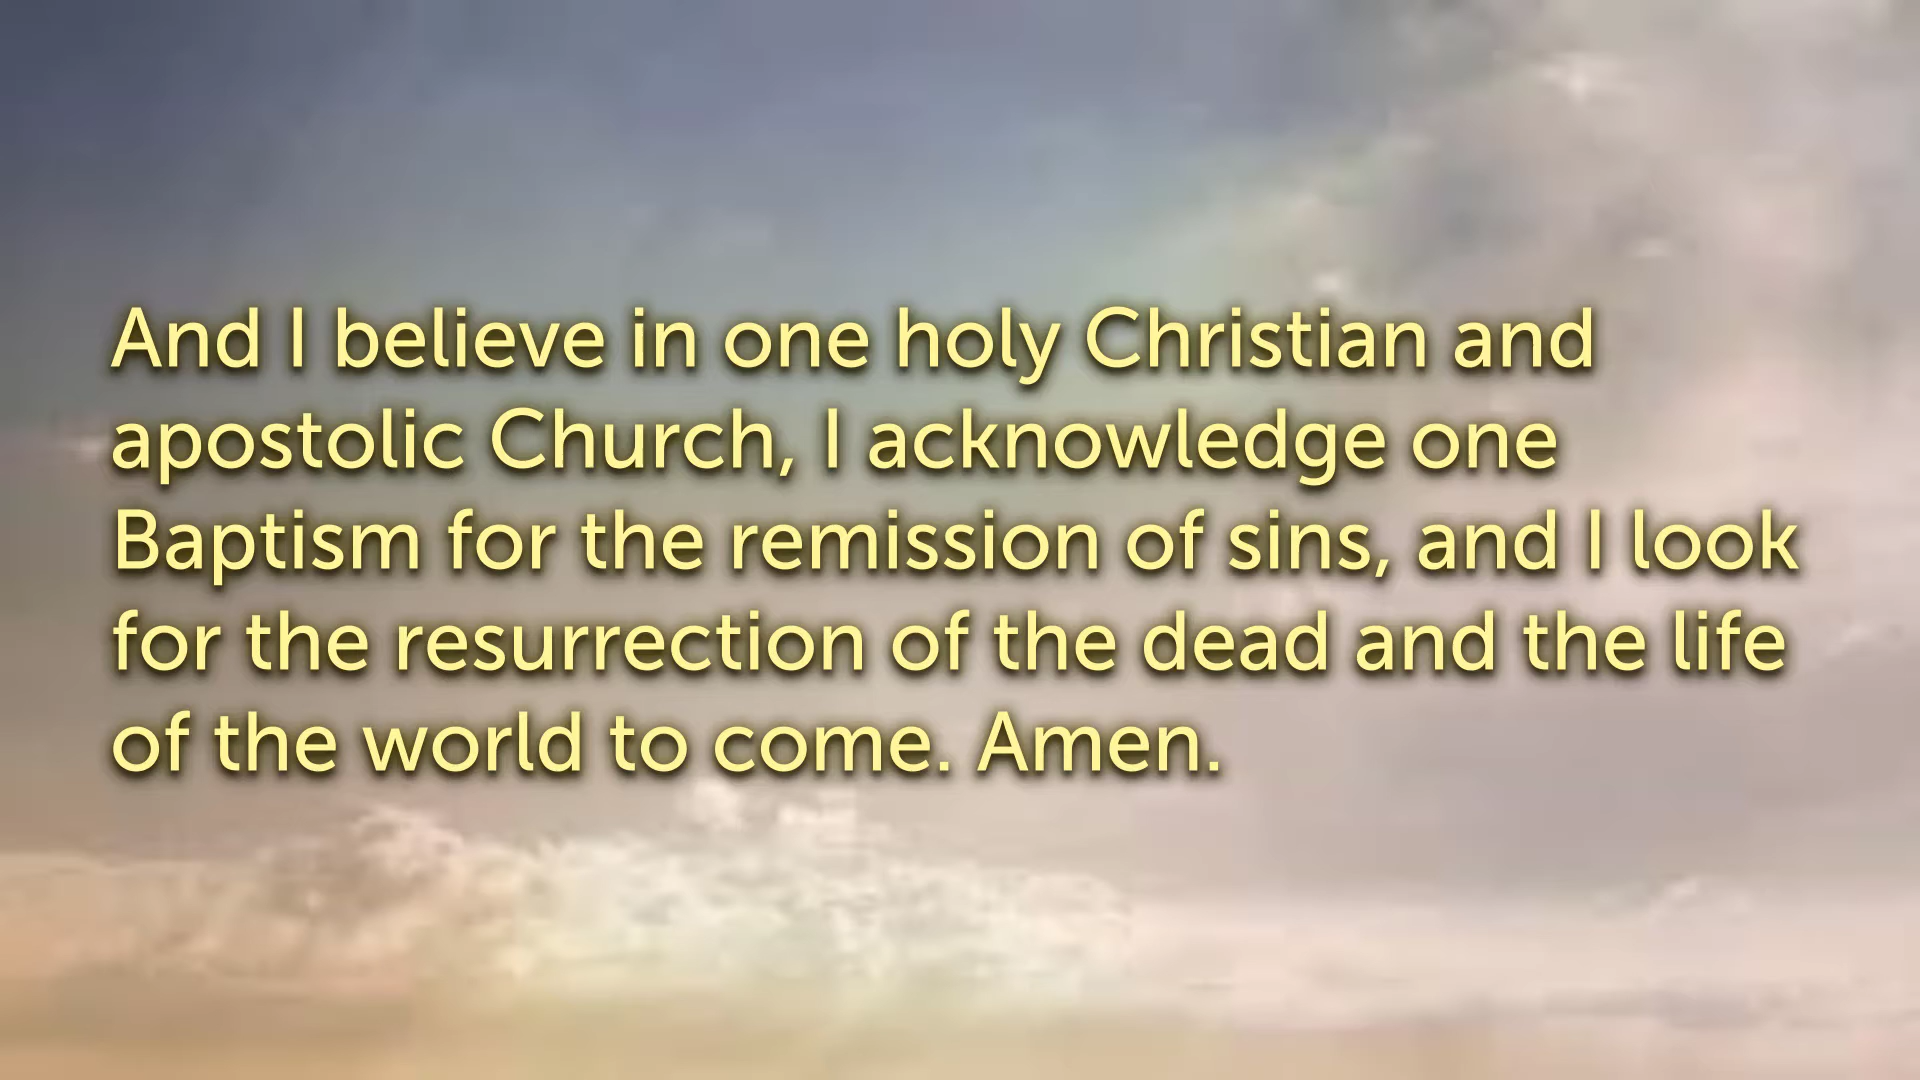 And I believe in one holy Christian and
apostolic Church, I acknowledge one
Baptism for the remission of sins, and I look
for the resurrection of the dead and the life
of the world to come. Amen.